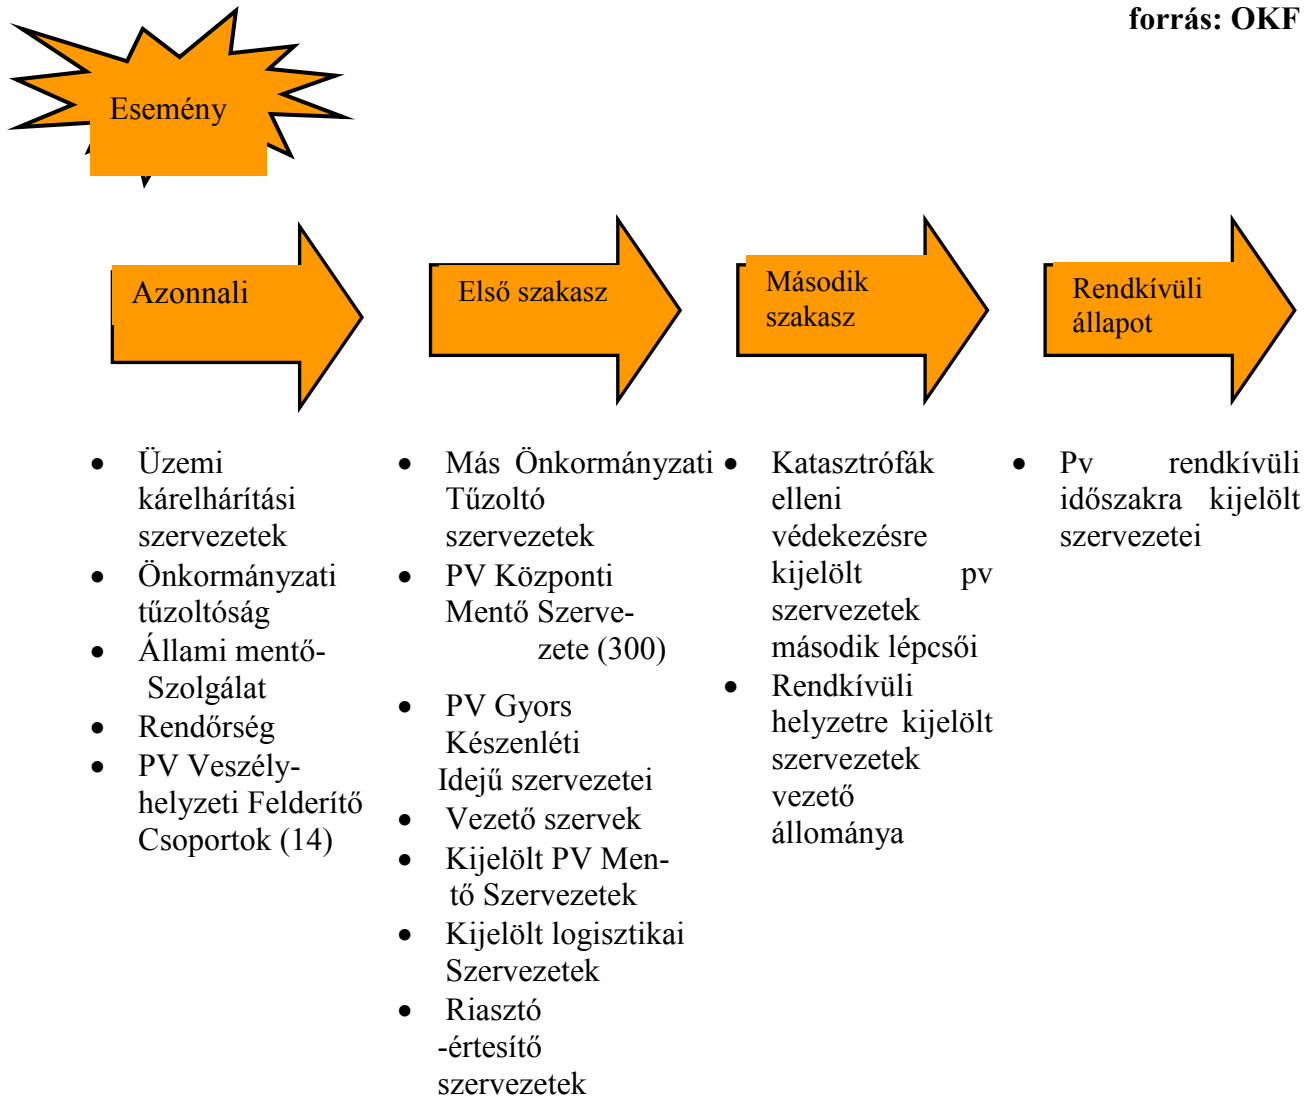 forrás: OKF
Esemény
Azonnali
Első szakasz
Második
szakasz
Rendkívüli
állapot
• Üzemi
kárelhárítási
szervezetek
• Önkormányzati
tűzoltóság
• Állami mentő-
Szolgálat
• Rendőrség
• PV Veszély-
helyzeti Felderítő
Csoportok (14)
• Más Önkormányzati
Tűzoltó
szervezetek
• PV Központi
Mentő Szerve-
zete (300)
• PV Gyors
Készenléti
Idejű szervezetei
• Vezető szervek
• Kijelölt PV Men-
tő Szervezetek
• Kijelölt logisztikai
Szervezetek
• Riasztó
-értesítő
szervezetek
• Katasztrófák
elleni
védekezésre
kijelölt pv
szervezetek
második lépcsői
• Rendkívüli
helyzetre kijelölt
szervezetek
vezető
állománya
• Pv rendkívüli
időszakra kijelölt
szervezetei